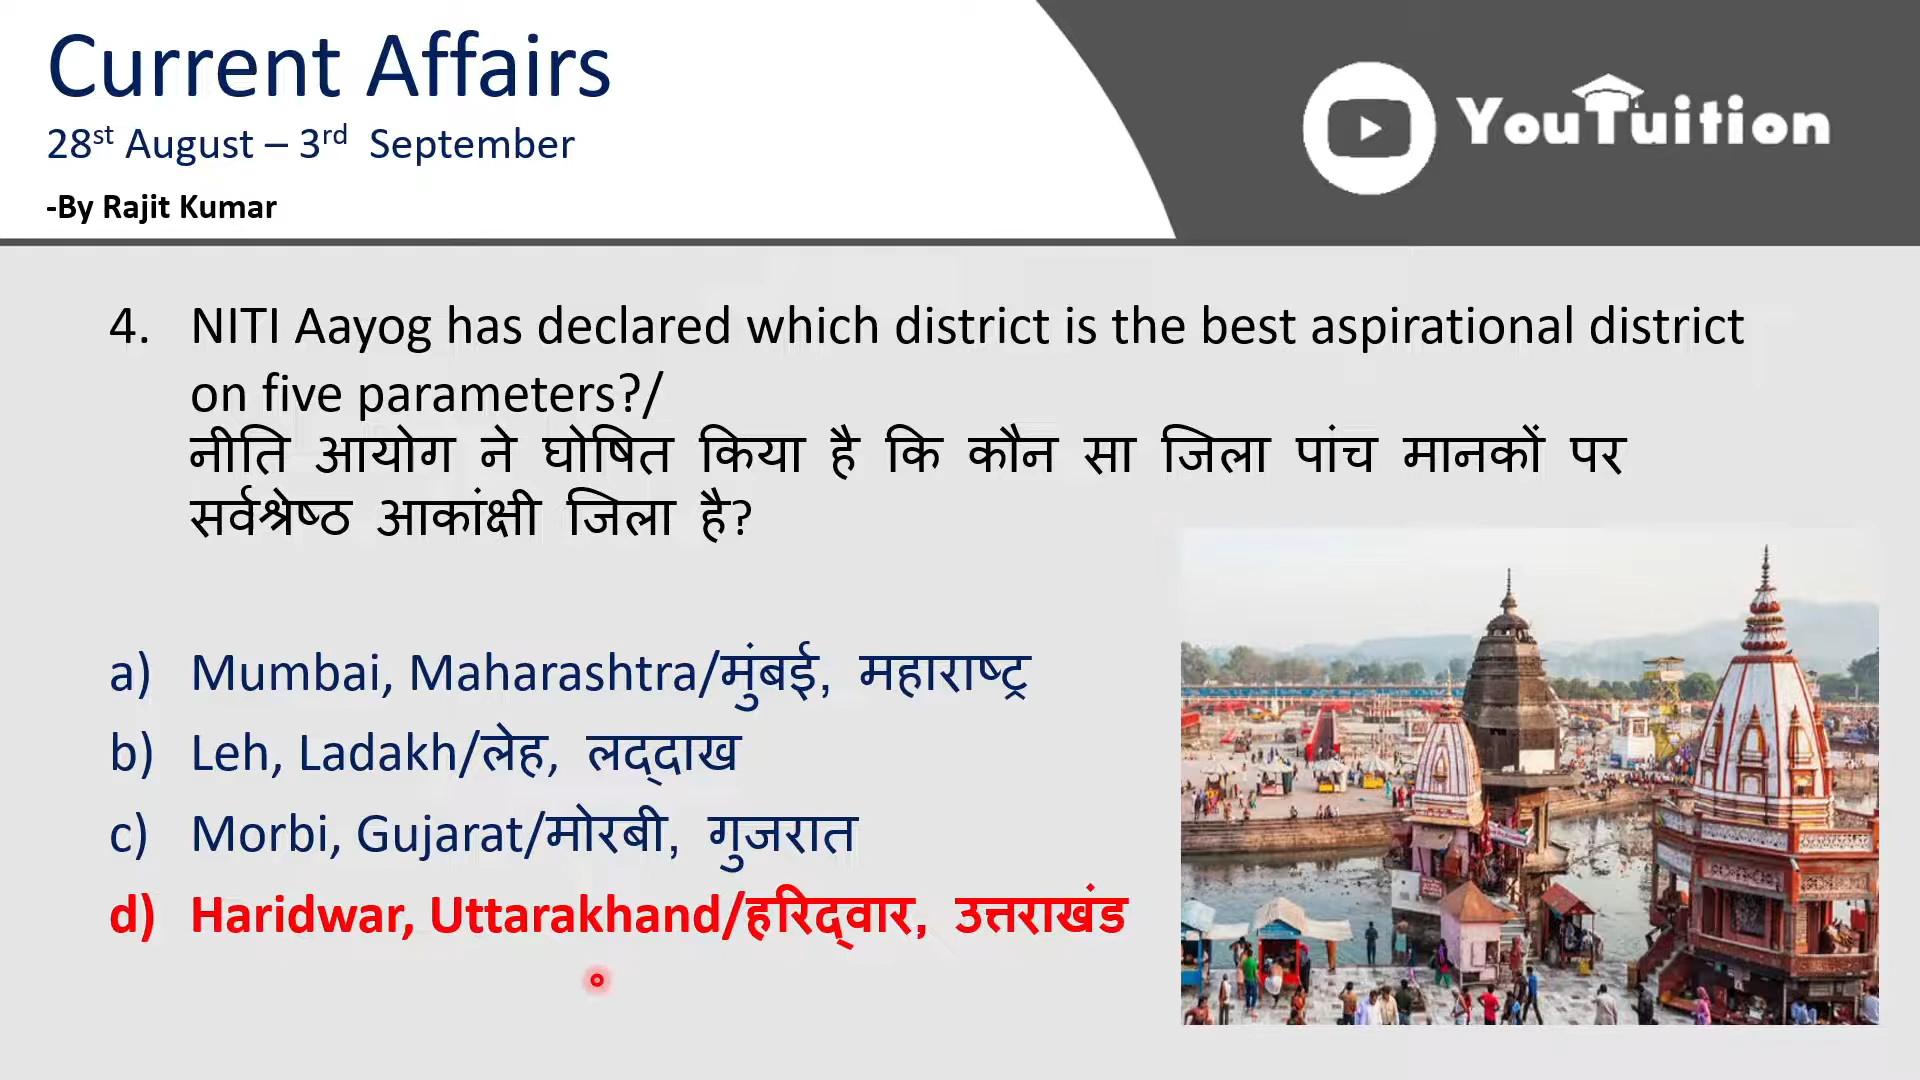 Current Affairs
28st August – 3rd September
-By Rajit Kumar
YouTuition
4. NITI Aayog has declared which district is the best aspirational district
on five parameters?/
नीति आयोग ने घोषित किया है कि कौन सा जिला पांच मानकों पर
सर्वश्रेष्ठ आकांक्षी जिला है?
a) Mumbai, Maharashtra/मुंबई, महाराष्ट्र
b) Leh, Ladakh/लेह, लद्दाख
c) Morbi, Gujarat/मोरबी, गुजरात
d) Haridwar, Uttarakhand/हरिद्वार, उत्तराखंड